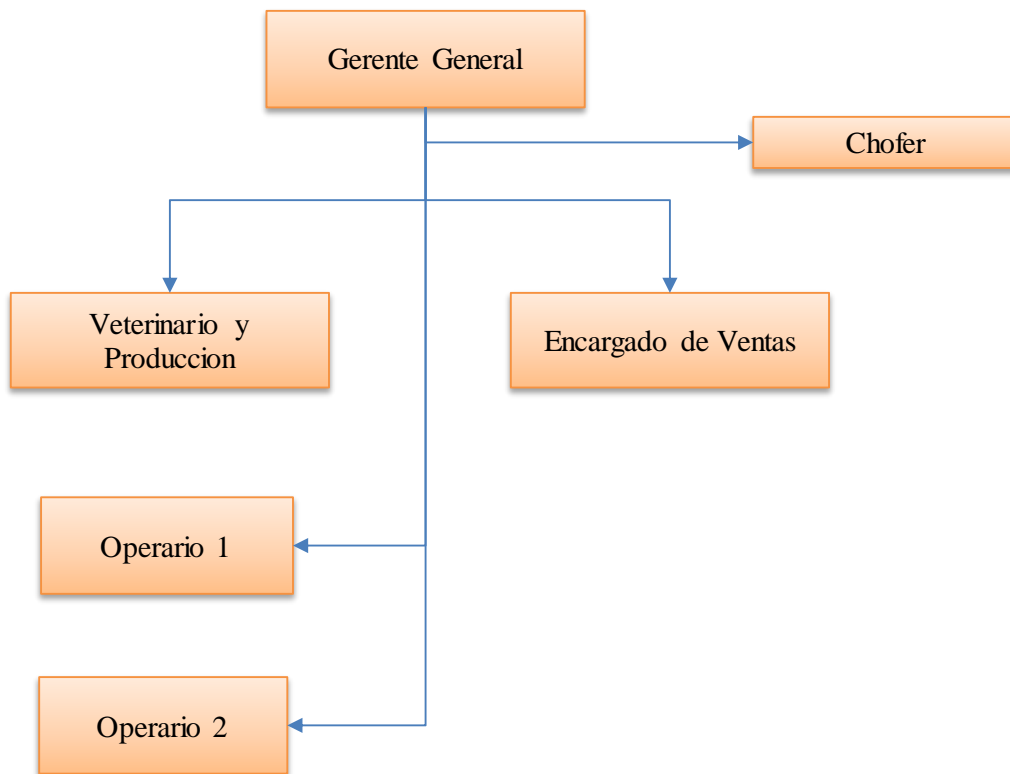 Gerente General
Chofer
Veterinario y
Produccion
Encargado de Ventas
Operario 1
Operario 2